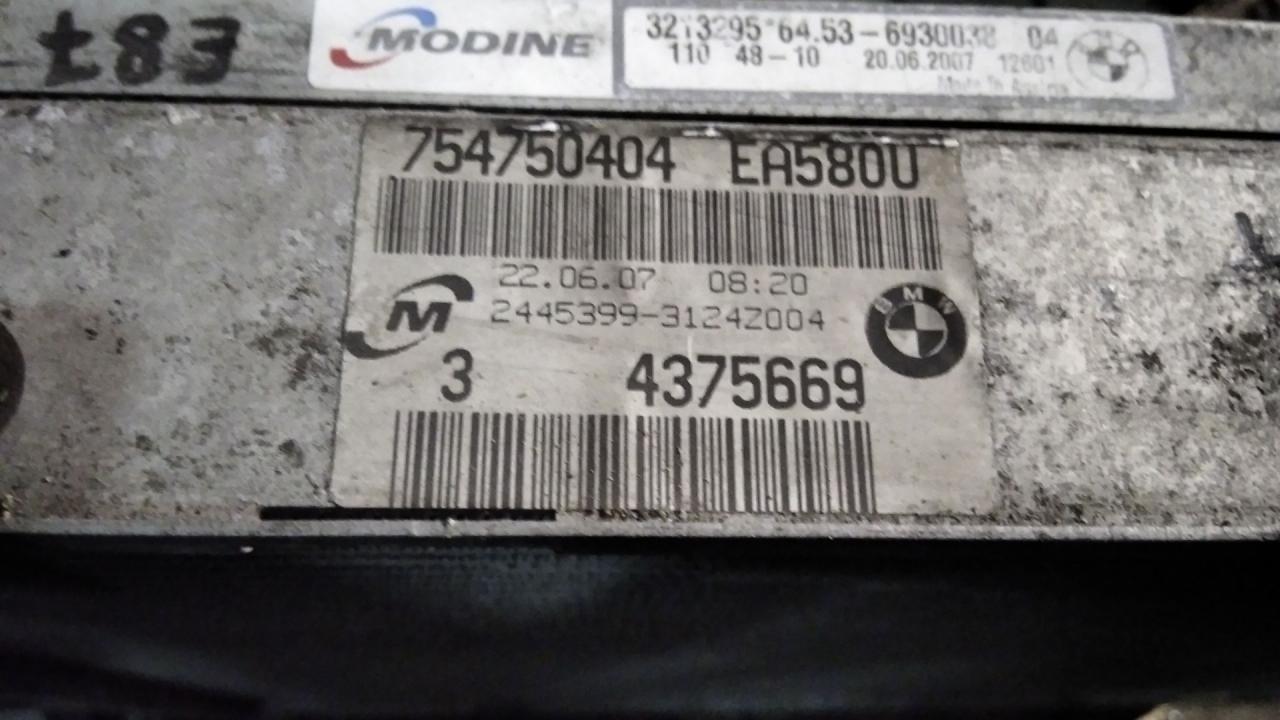 t83
MODINE
3213295 64.53-6930038 04
110 48-10 20.06.2007 12601
Made In Austria
754750404 EA580U
22.06.07 08:20
M 2445399-3124Z004
BMW
3 4375669